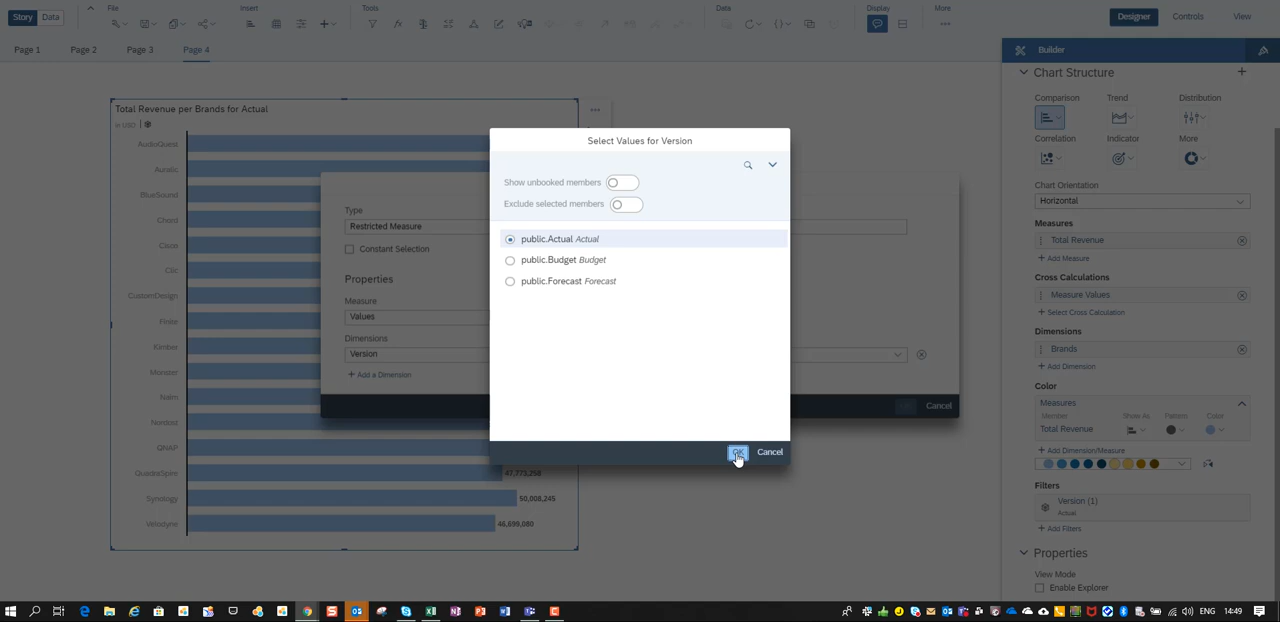 Story Data
File
Insert
Tools
Data
Display
More
Designer Controls View
Page 1 Page 2 Page 3 Page 4
Builder
Total Revenue per Brands for Actual
in USD
AudioQuest
Auralic
BlueSound
Chord
Cisco
Clic
CustomDesign
Finike
Kimber
Monster
Naim
Nordost
QNAP
QuadraSpire
Synology
Velodyne
47,773,258
50,008,245
46,699,080
Type
Restricted Measure
Constant Selection
Properties
Measure
Values
Dimensions
Version
+ Add a Dimension
Cancel
Select Values for Version
Show unbooked members
Exclude selected members
public.Actual Actual
public.Budget Budget
public.Forecast Forecast
OK Cancel
Chart Structure
Comparison Trend Distribution
Correlation Indicator More
Chart Orientation
Horizontal
Measures
Total Revenue
+ Add Measure
Cross Calculations
Measure Values
+ Select Cross Calculation
Dimensions
Brands
+ Add Dimension
Color
Measures
Member Show As Pattern Color
Total Revenue
+ Add Dimension/Measure
Filters
Version (1)
Actual
+ Add Filters
Properties
View Mode
Enable Explorer
ENG 14:49